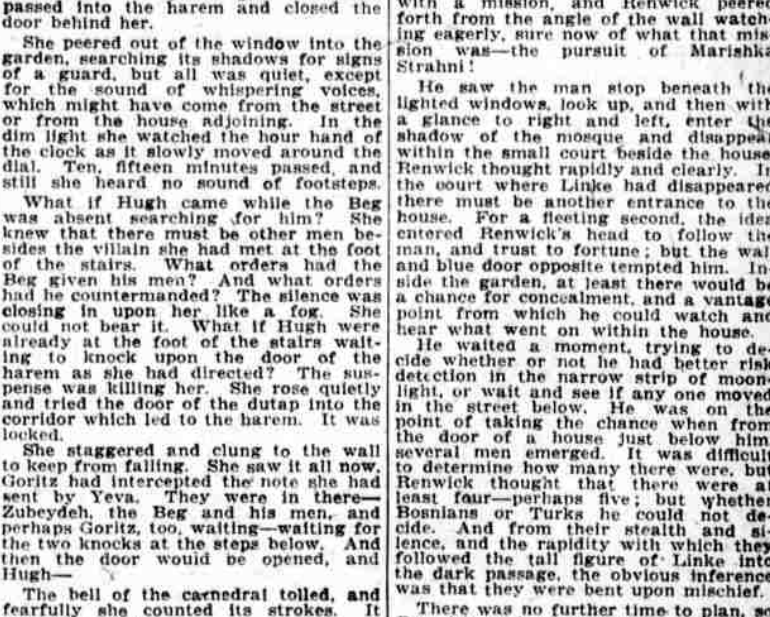 passed into the harem and closed the
door behind her.
She peered out of the window into the
garden, searching its shadows for signs
of a guard, but all was quiet, except
for the sound of whispering voices,
which might have come from the street
or from the house adjoining. In the
dim light she watched the hour hand of
the clock as it slowly moved around the
dial. Ten, fifteen minutes passed, and
still she heard no sound of footsteps.
What if Hugh came while the Beg
was absent searching for him? She
knew that there must be other men be-
sides the villain she had met at the foot
of the stairs. What orders had the
Beg given his men? And what orders
had he countermanded? The silence was
closing in upon her like a fog. She
could not bear it. What if Hugh were
already at the foot of the stairs wait-
ing to knock upon the door of the
harem as she had directed? The sus-
pense was killing her. She rose quietly
and tried the door of the dutap into the
corridor which led to the harem. It was
locked.
She staggered and clung to the wall
to keep from falling. She saw it all now.
Goritz had intercepted the note she had
sent by Yeva. They were in there—
Zubeydeh, the Beg and his men, and
perhaps Goritz, too, waiting—waiting for
the two knocks at the steps below. And
then the door would be opened, and
Hugh—
The bell of the cathedral tolled, and
fearfully she counted its strokes. It
with a mission, and Renwick peered
forth from the angle of the wall watch-
ing eagerly, sure now of what that mis-
sion was—the pursuit of Marishka
Strahni!
He saw the man stop beneath the
lighted windows, look up, and then with
a glance to right and left, enter the
shadow of the mosque and disappear
within the small court beside the house.
Renwick thought rapidly and clearly. In
the court where Linke had disappeared
there must be another entrance to the
house. For a fleeting second, the idea
entered Renwick's head to follow the
man, and trust to fortune; but the wall
and blue door opposite tempted him. In-
side the garden, at least there would be
a chance for concealment, and a vantage
point from which he could watch and
hear what went on within the house.
He waited a moment, trying to de-
cide whether or not he had better risk
detection in the narrow strip of moon-
light, or wait and see if any one moved
in the street below. He was on the
point of taking the chance when from
the door of a house just below him
several men emerged. It was difficult
to determine how many there were, but
Renwick thought that there were at
least four—perhaps five; but whether
Bosnians or Turks he could not de-
cide. And from their stealth and si-
lence, and the rapidity with which they
followed the tall figure of Linke into
the dark passage, the obvious inference
was that they were bent upon mischief.
There was no further time to plan, so